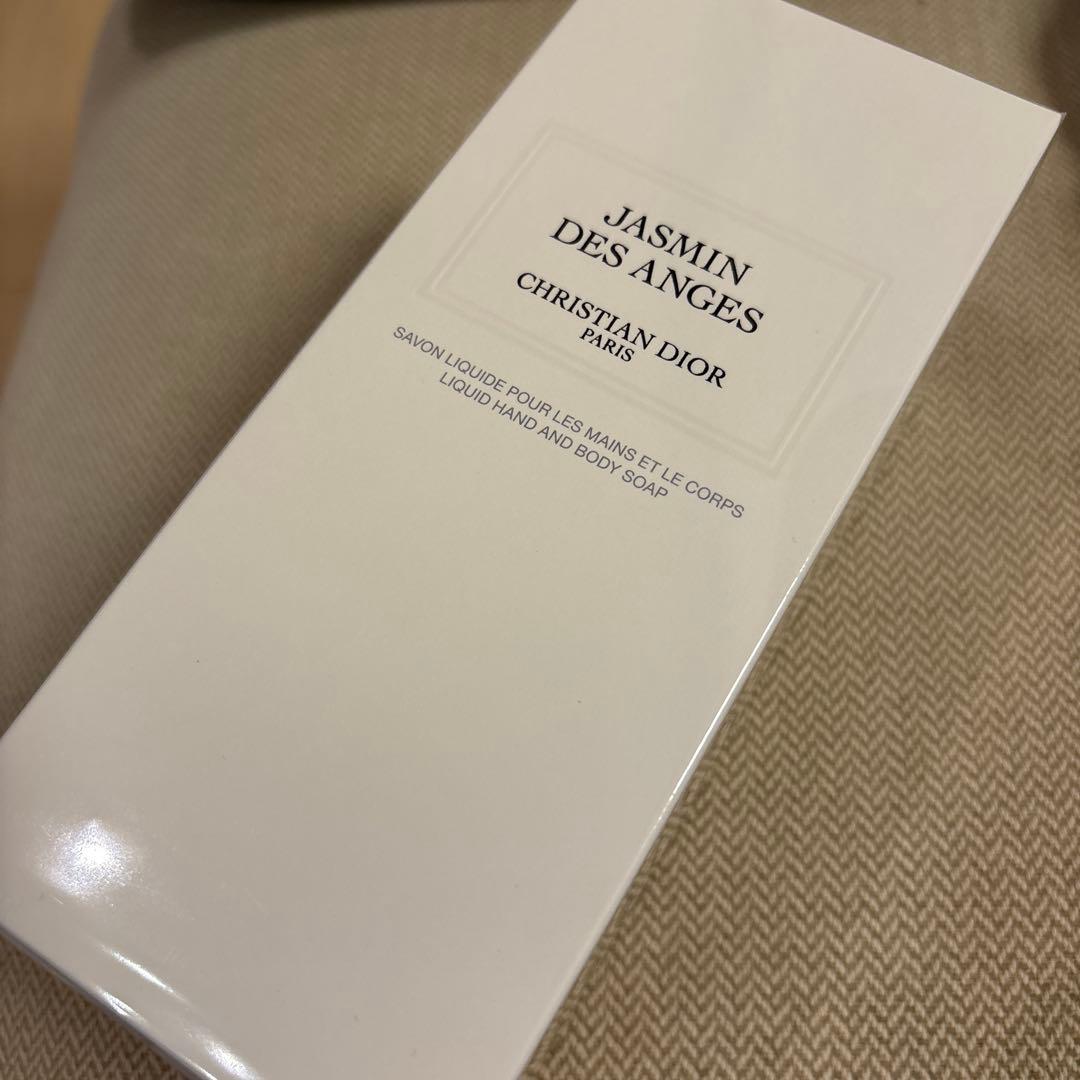 JASMIN
DES ANGES
CHRISTIAN DIOR
PARIS
SAVON LIQUIDE POUR LES MAINS ET LE CORPS
LIQUID HAND AND BODY SOAP